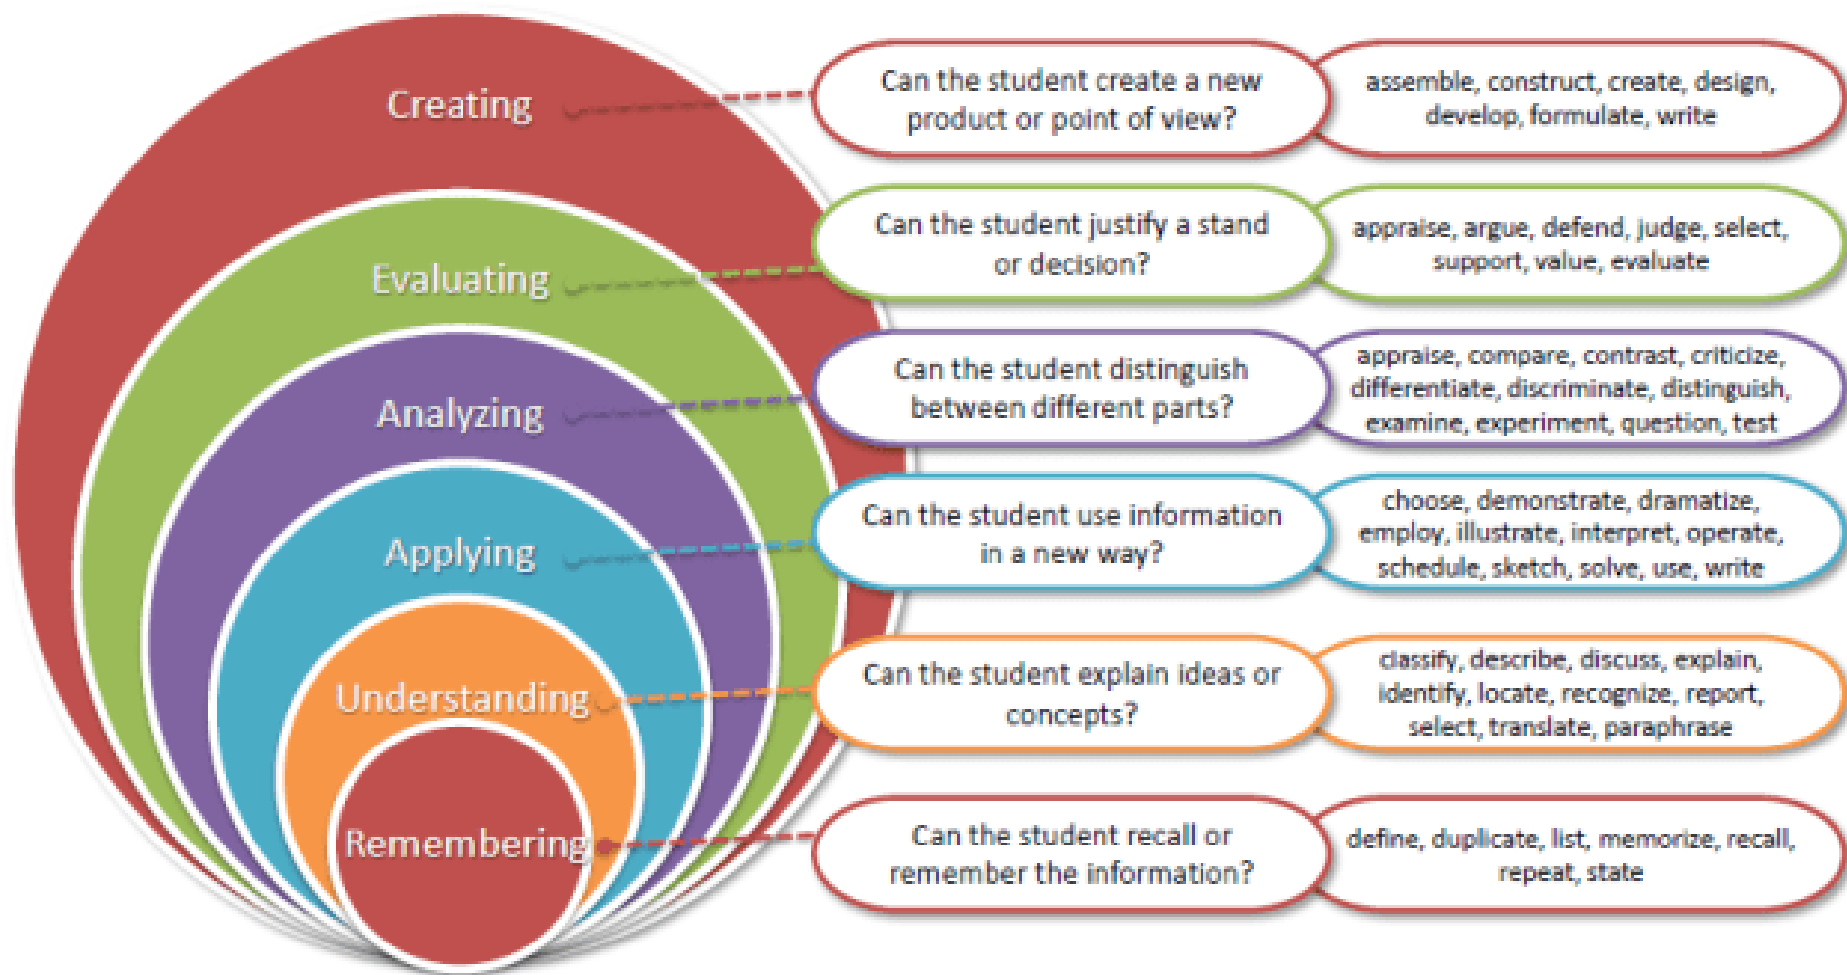 Creating
Can the student create a new
product or point of view?
assemble, construct, create, design,
develop, formulate, write
Evaluating
Can the student justify a stand
or decision?
appraise, argue, defend, judge, select,
support, value, evaluate
Analyzing
Can the student distinguish
between different parts?
appraise, compare, contrast, criticize,
differentiate, discriminate, distinguish,
examine, experiment, question, test
Applying
Can the student use information
in a new way?
choose, demonstrate, dramatize,
employ, illustrate, interpret, operate,
schedule, sketch, solve, use, write
Understanding
Can the student explain ideas or
concepts?
classify, describe, discuss, explain,
identify, locate, recognize, report,
select, translate, paraphrase
Remembering
Can the student recall or
remember the information?
define, duplicate, list, memorize, recall,
repeat, state